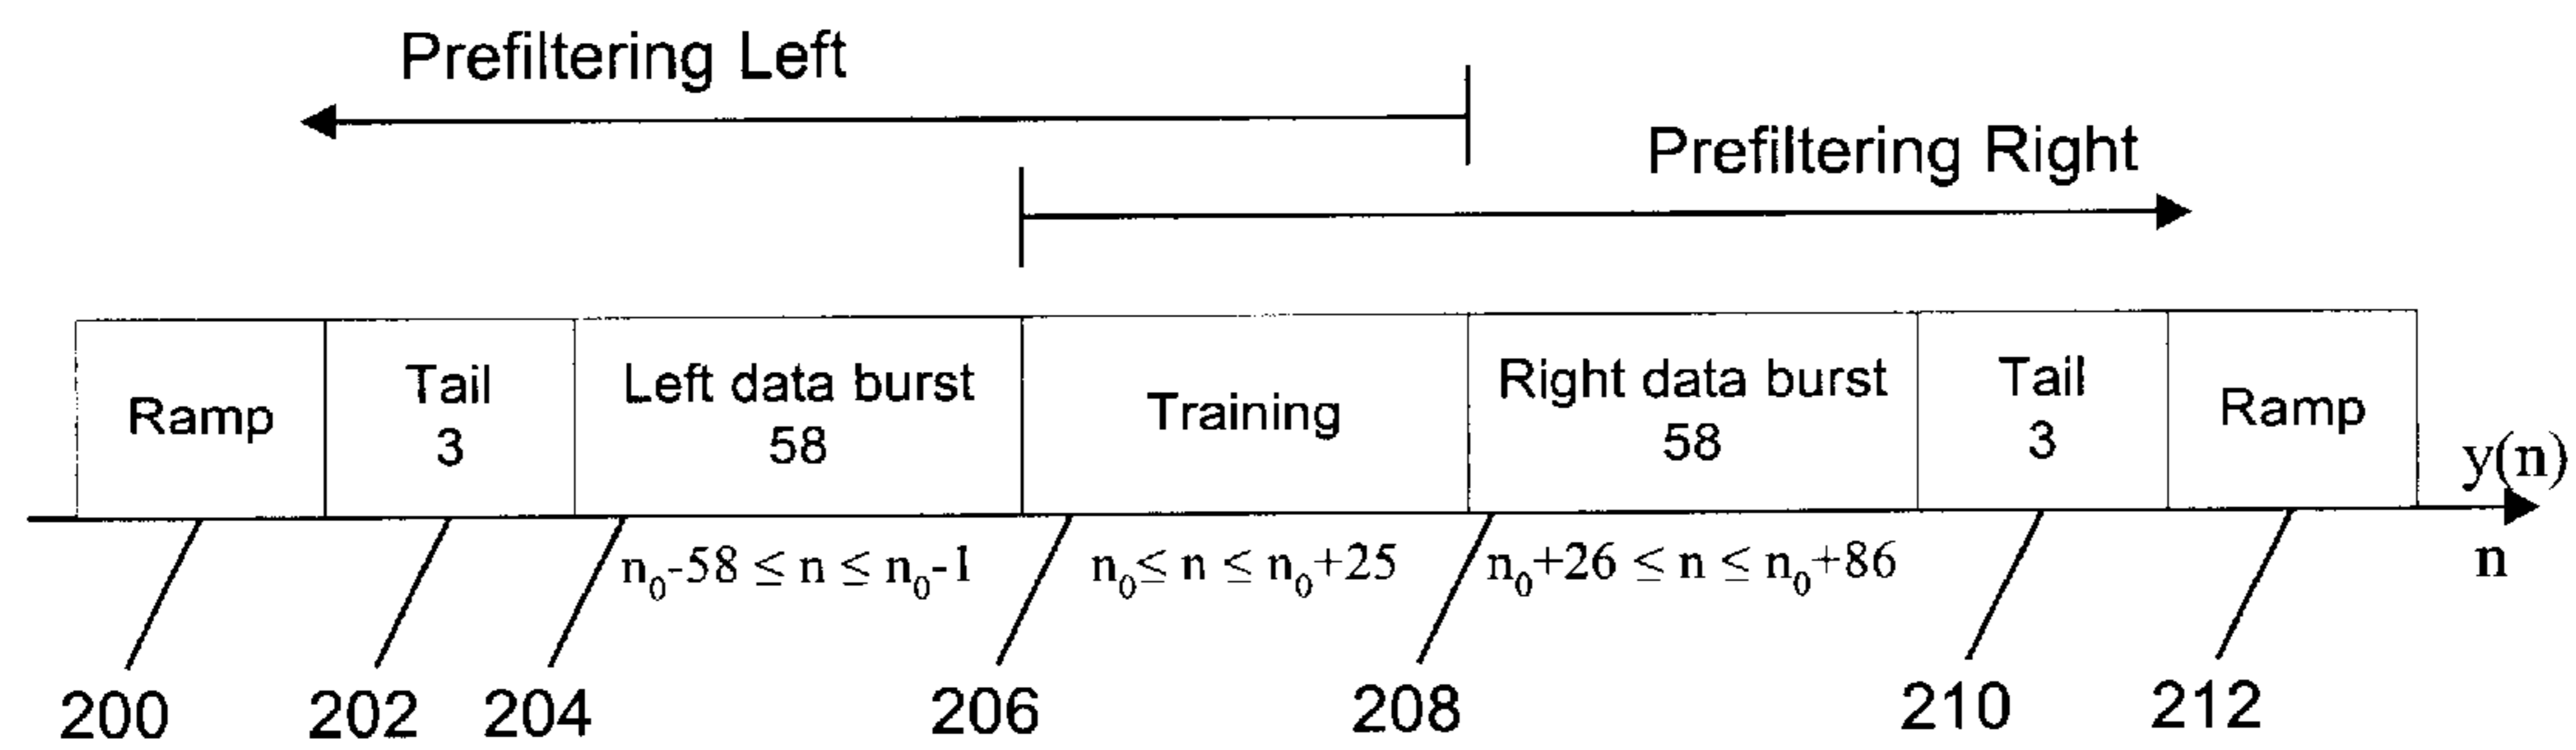 Prefiltering Left
Prefiltering Right
Ramp
Tail
3
Left data burst
58
Training
Right data burst
58
Tail
3
Ramp
y(n)
n₀-58 ≤ n ≤ n₀-1
n₀≤ n ≤ n₀+25
n₀+26 ≤ n ≤ n₀+86
n
200
202
204
206
208
210
212